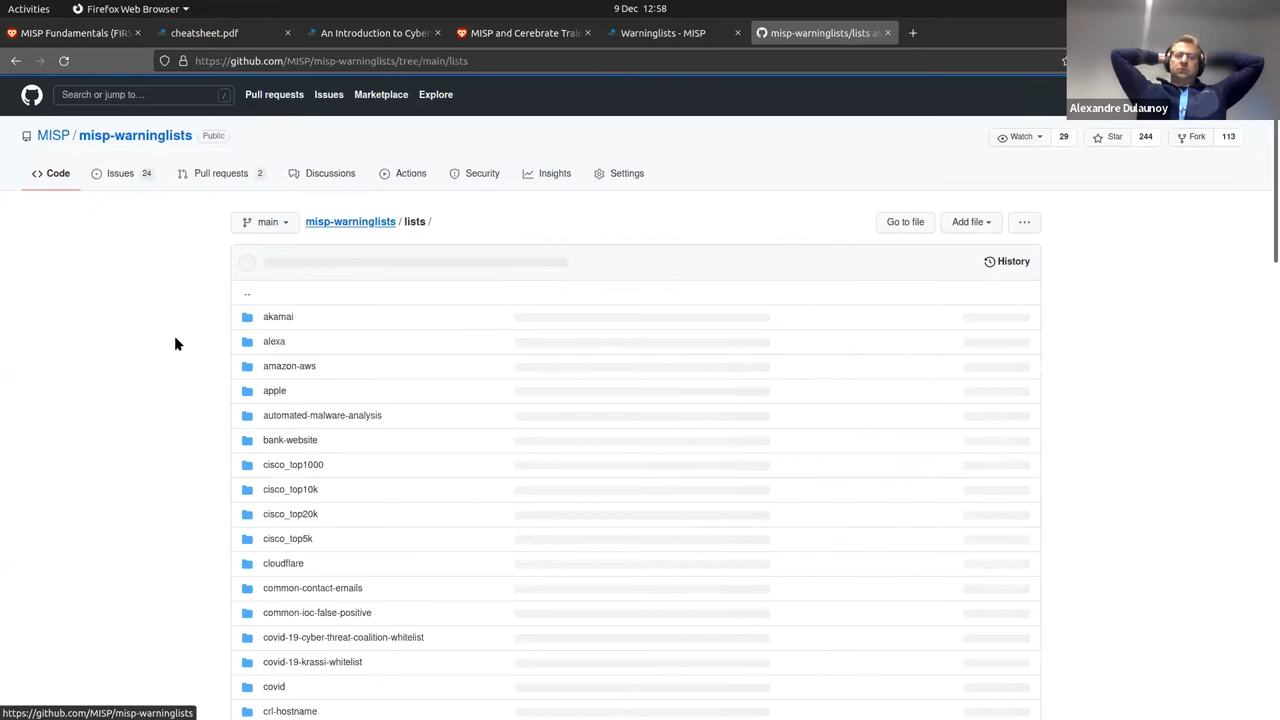 Activities
Firefox Web Browser
9 Dec 12:58
MISP Fundamentals (FIRS
cheatsheet.pdf
An Introduction to Cyber
MISP and Cerebrate Train
Warninglists - MISP
misp-warninglists/lists a
https://github.com/MISP/misp-warninglists/tree/main/lists
Alexandre Dulaunoy
Search or jump to…
/
Pull requests
Issues
Marketplace
Explore
MISP / misp-warninglists
Public
Watch 29
Star 244
Fork 113
Code
Issues 24
Pull requests 2
Discussions
Actions
Security
Insights
Settings
main
misp-warninglists / lists /
Go to file
Add file
...
History
..
akamai
alexa
amazon-aws
apple
automated-malware-analysis
bank-website
cisco_top1000
cisco_top10k
cisco_top20k
cisco_top5k
cloudflare
common-contact-emails
common-ioc-false-positive
covid-19-cyber-threat-coalition-whitelist
covid-19-krassi-whitelist
covid
crl-hostname
https://github.com/MISP/misp-warninglists